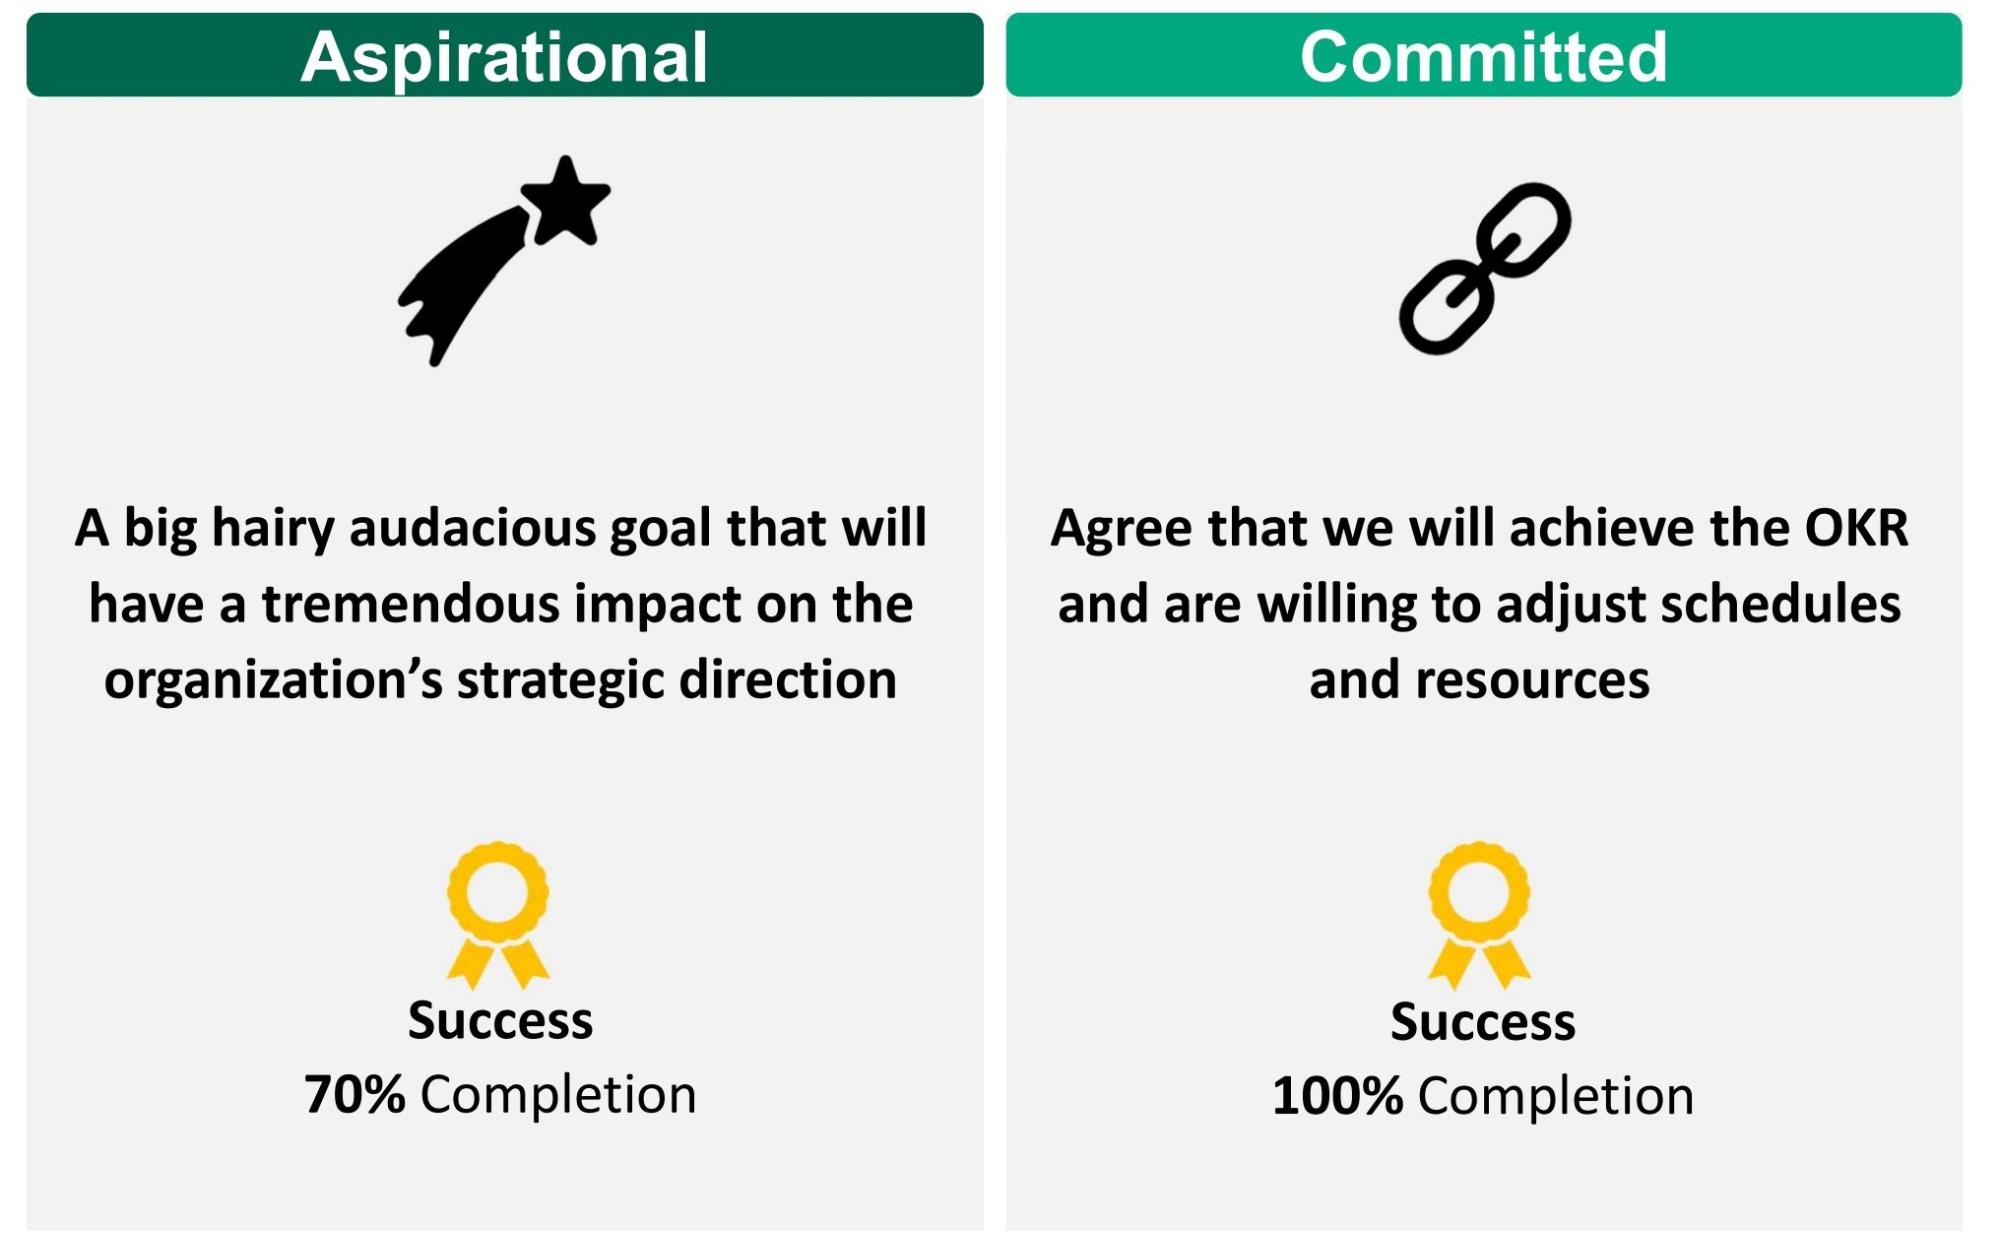 Aspirational
A big hairy audacious goal that will
have a tremendous impact on the
organization’s strategic direction
Success
70% Completion
Committed
Agree that we will achieve the OKR
and are willing to adjust schedules
and resources
Success
100% Completion